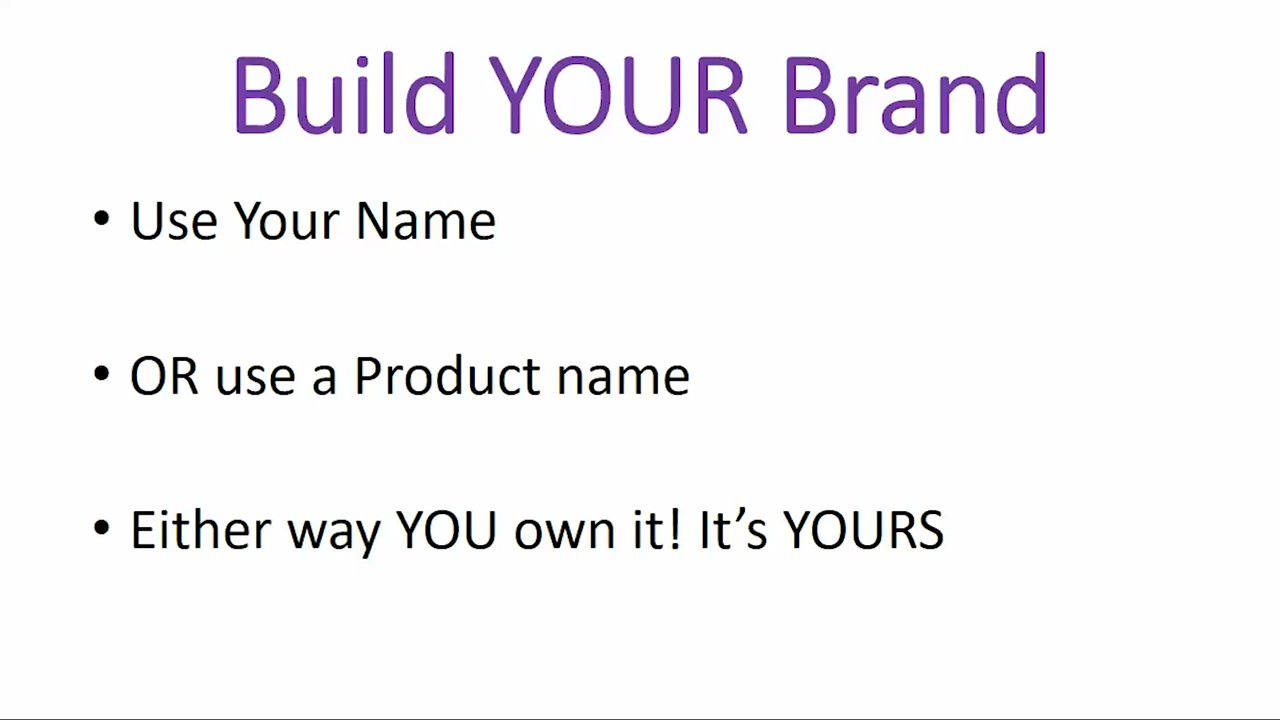 Build YOUR Brand
• Use Your Name
• OR use a Product name
• Either way YOU own it! It’s YOURS